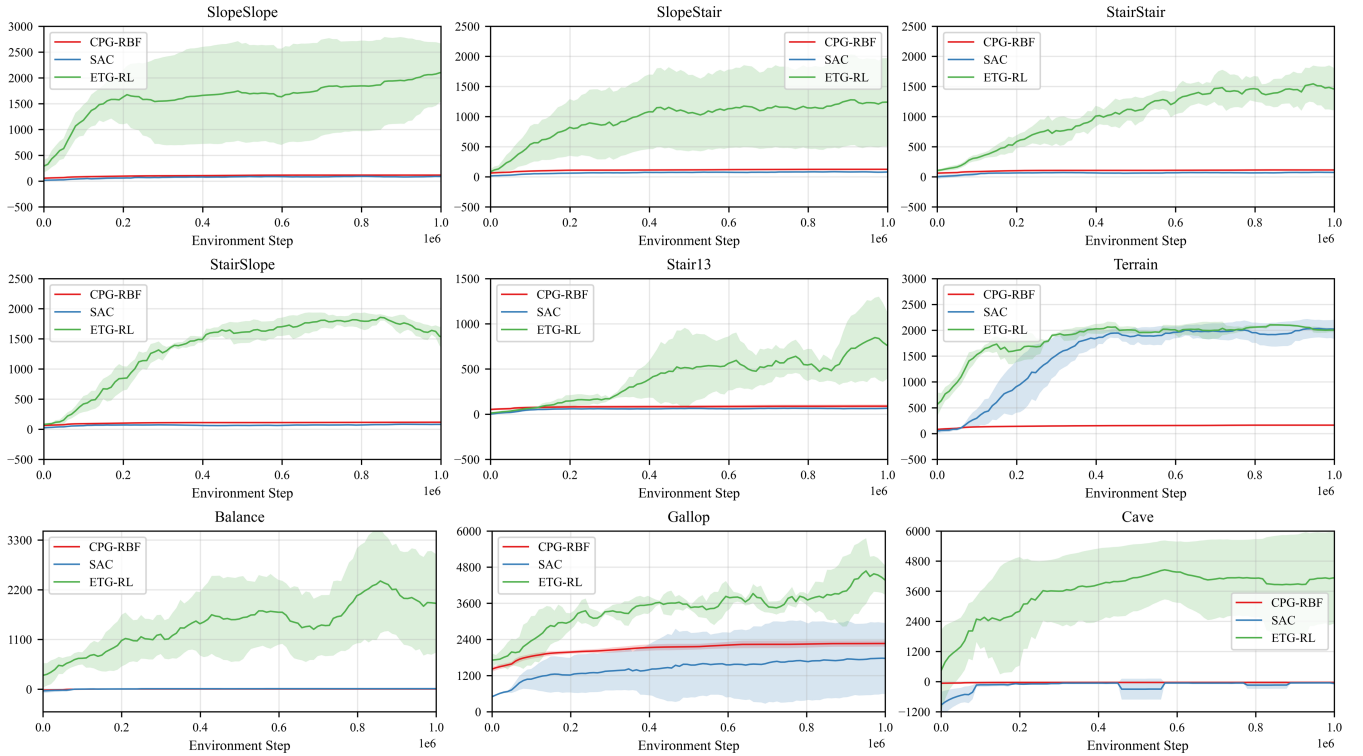 SlopeSlope
3000
2500
2000
1500
1000
500
0
−500
CPG-RBF
SAC
ETG-RL
0.0 0.2 0.4 0.6 0.8 1.0
Environment Step
1e6
SlopeStair
2500
2000
1500
1000
500
0
−500
CPG-RBF
SAC
ETG-RL
0.0 0.2 0.4 0.6 0.8 1.0
Environment Step
1e6
StairStair
2500
2000
1500
1000
500
0
−500
CPG-RBF
SAC
ETG-RL
0.0 0.2 0.4 0.6 0.8 1.0
Environment Step
1e6
StairSlope
2500
2000
1500
1000
500
0
−500
CPG-RBF
SAC
ETG-RL
0.0 0.2 0.4 0.6 0.8 1.0
Environment Step
1e6
Stair13
1500
1000
500
0
−500
CPG-RBF
SAC
ETG-RL
0.0 0.2 0.4 0.6 0.8 1.0
Environment Step
1e6
Terrain
3000
2500
2000
1500
1000
500
0
−500
CPG-RBF
SAC
ETG-RL
0.0 0.2 0.4 0.6 0.8 1.0
Environment Step
1e6
Balance
3300
2200
1100
0
CPG-RBF
SAC
ETG-RL
0.0 0.2 0.4 0.6 0.8 1.0
Environment Step
1e6
Gallop
6000
4800
3600
2400
1200
0
CPG-RBF
SAC
ETG-RL
0.0 0.2 0.4 0.6 0.8 1.0
Environment Step
1e6
Cave
6000
4800
3600
2400
1200
0
−1200
CPG-RBF
SAC
ETG-RL
0.0 0.2 0.4 0.6 0.8 1.0
Environment Step
1e6